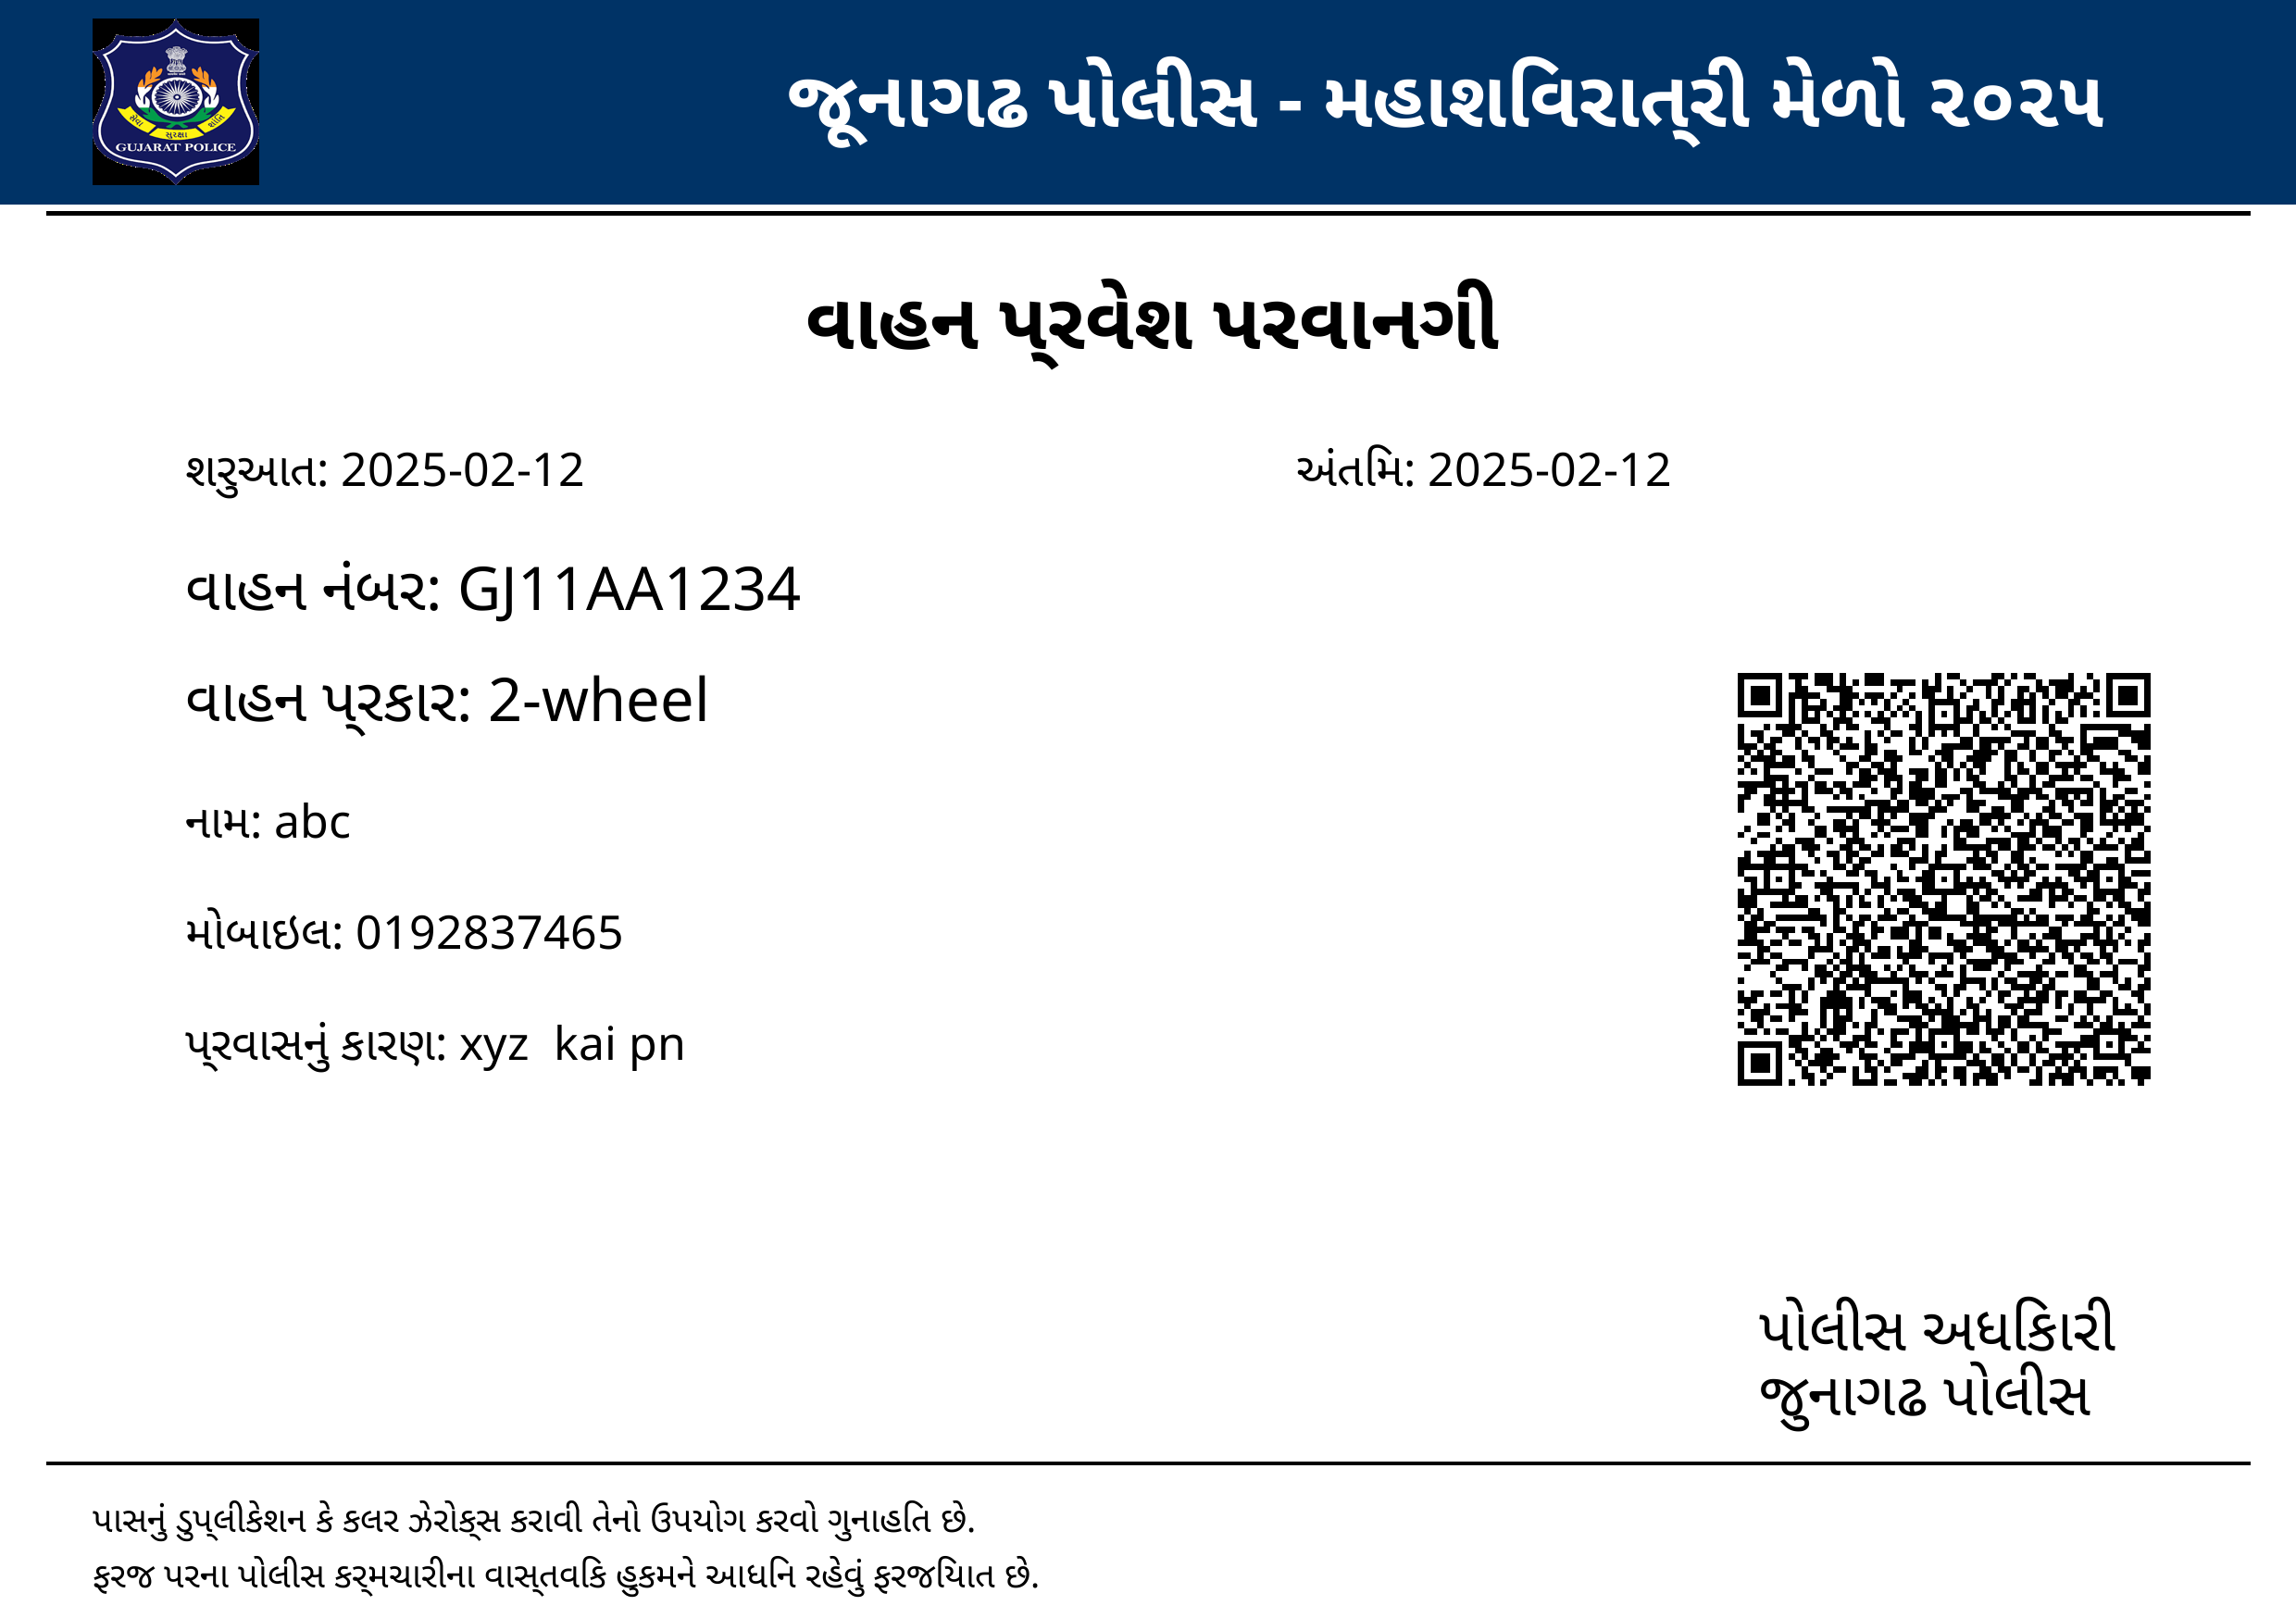 સેવા સુરક્ષા શાંતિ
GUJARAT POLICE
જૂનાગઢ પોલીસ - મહાશિવરાત્રી મેળો ૨૦૨૫
વાહન પ્રવેશ પરવાનગી
શરુઆત: 2025-02-12
અંતિમ: 2025-02-12
વાહન નંબર: GJ11AA1234
વાહન પ્રકાર: 2-wheel
નામ: abc
મોબાઇલ: 0192837465
પ્રવાસનું કારણ: xyz  kai pn
પોલીસ અધિકારી
જુનાગઢ પોલીસ
પાસનું ડુપ્લીકેશન કે કલર ઝેરોક્સ કરાવી તેનો ઉપયોગ કરવો ગુનાહિત છે.
ફરજ પરના પોલીસ કર્મચારીના વાસ્તવિક હુકમને આધિન રહેવું ફરજિયાત છે.